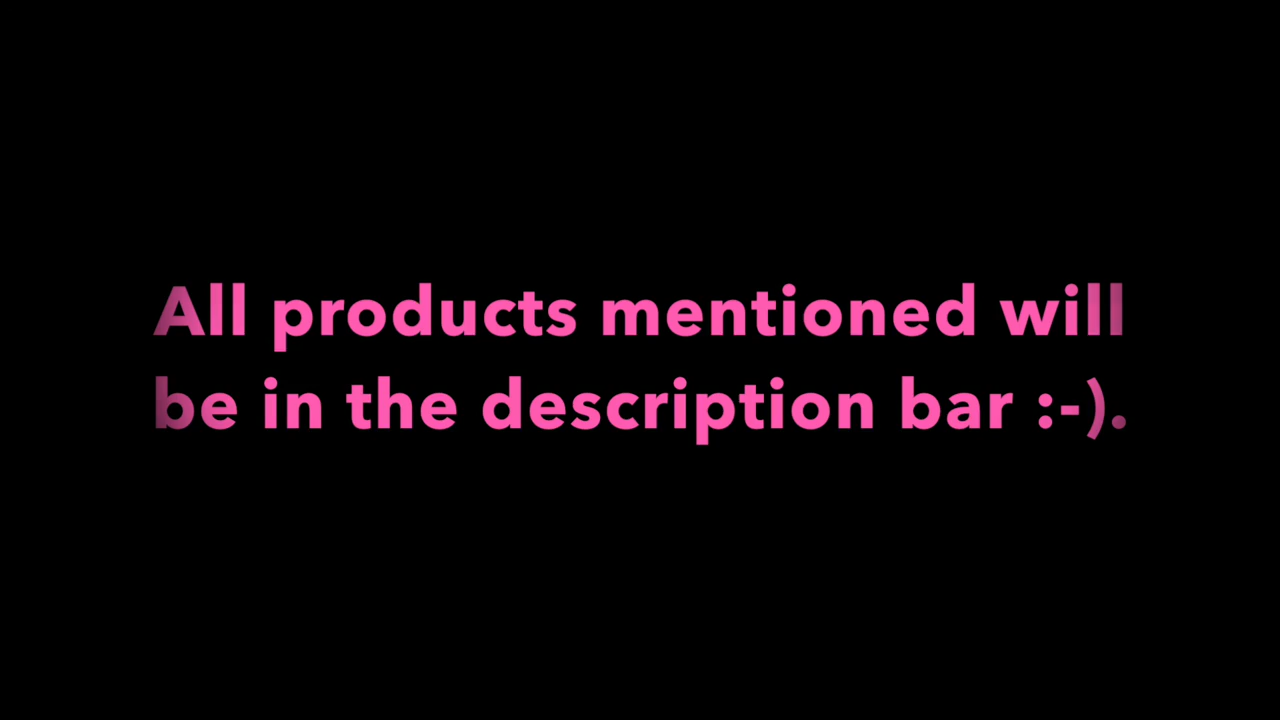 All products mentioned will
be in the description bar :-).